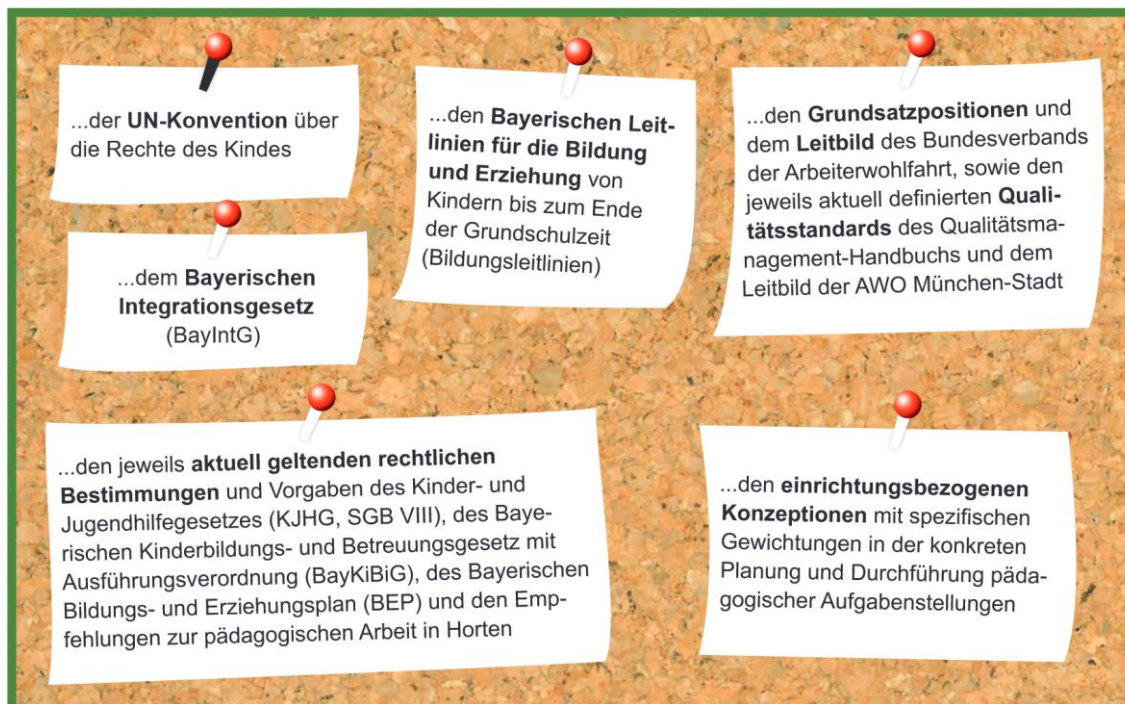 ...der UN-Konvention über
die Rechte des Kindes
...den Bayerischen Leit-
linien für die Bildung
und Erziehung von
Kindern bis zum Ende
der Grundschulzeit
(Bildungsleitlinien)
...den Grundsatzpositionen und
dem Leitbild des Bundesverbands
der Arbeiterwohlfahrt, sowie den
jeweils aktuell definierten Quali-
tätsstandards des Qualitätsma-
nagement-Handbuchs und dem
Leitbild der AWO München-Stadt
...dem Bayerischen
Integrationsgesetz
(BayIntG)
...den jeweils aktuell geltenden rechtlichen
Bestimmungen und Vorgaben des Kinder- und
Jugendhilfegesetzes (KJHG, SGB VIII), des Baye-
rischen Kinderbildungs- und Betreuungsgesetz mit
Ausführungsverordnung (BayKiBiG), des Bayerischen
Bildungs- und Erziehungsplan (BEP) und den Emp-
fehlungen zur pädagogischen Arbeit in Horten
...den einrichtungsbezogenen
Konzeptionen mit spezifischen
Gewichtungen in der konkreten
Planung und Durchführung päda-
gogischer Aufgabenstellungen